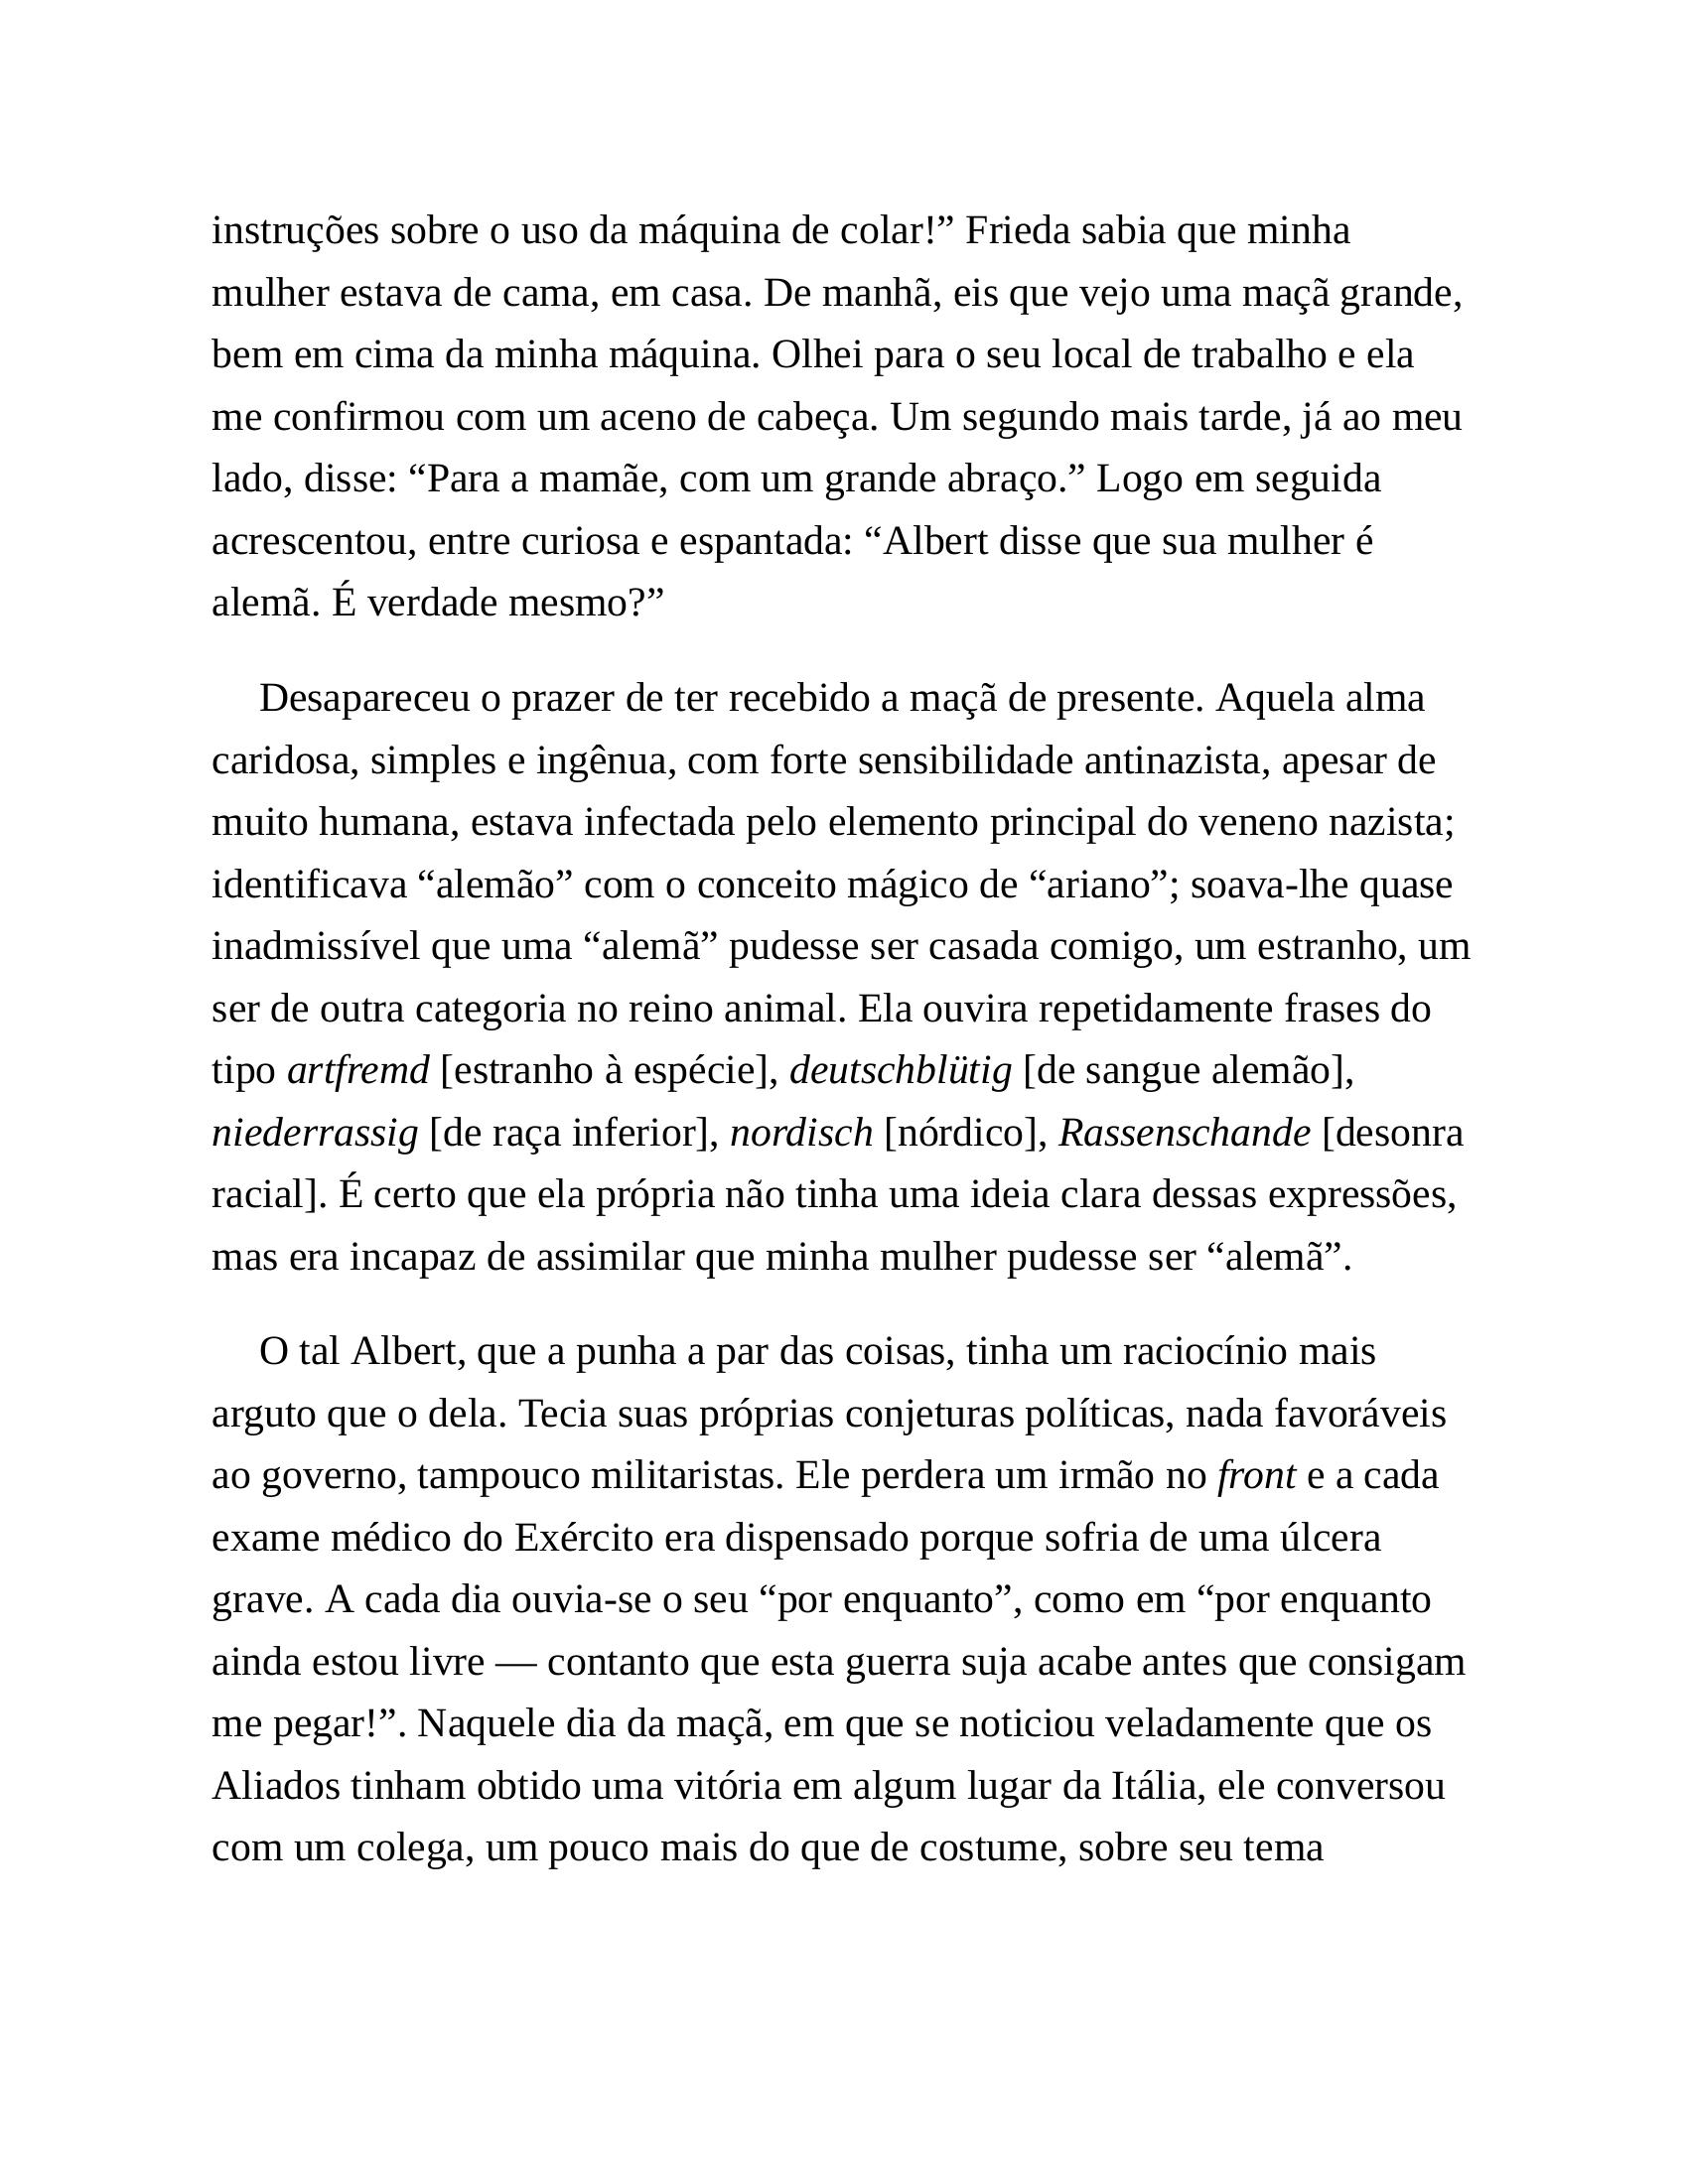 instruções sobre o uso da máquina de colar!” Frieda sabia que minha
mulher estava de cama, em casa. De manhã, eis que vejo uma maçã grande,
bem em cima da minha máquina. Olhei para o seu local de trabalho e ela
me confirmou com um aceno de cabeça. Um segundo mais tarde, já ao meu
lado, disse: “Para a mamãe, com um grande abraço.” Logo em seguida
acrescentou, entre curiosa e espantada: “Albert disse que sua mulher é
alemã. É verdade mesmo?”
Desapareceu o prazer de ter recebido a maçã de presente. Aquela alma
caridosa, simples e ingênua, com forte sensibilidade antinazista, apesar de
muito humana, estava infectada pelo elemento principal do veneno nazista;
identificava “alemão” com o conceito mágico de “ariano”; soava-lhe quase
inadmissível que uma “alemã” pudesse ser casada comigo, um estranho, um
ser de outra categoria no reino animal. Ela ouvira repetidamente frases do
tipo artfremd [estranho à espécie], deutschblütig [de sangue alemão],
niederrassig [de raça inferior], nordisch [nórdico], Rassenschande [desonra
racial]. É certo que ela própria não tinha uma ideia clara dessas expressões,
mas era incapaz de assimilar que minha mulher pudesse ser “alemã”.
O tal Albert, que a punha a par das coisas, tinha um raciocínio mais
arguto que o dela. Tecia suas próprias conjeturas políticas, nada favoráveis
ao governo, tampouco militaristas. Ele perdera um irmão no front e a cada
exame médico do Exército era dispensado porque sofria de uma úlcera
grave. A cada dia ouvia-se o seu “por enquanto”, como em “por enquanto
ainda estou livre — contanto que esta guerra suja acabe antes que consigam
me pegar!”. Naquele dia da maçã, em que se noticiou veladamente que os
Aliados tinham obtido uma vitória em algum lugar da Itália, ele conversou
com um colega, um pouco mais do que de costume, sobre seu tema